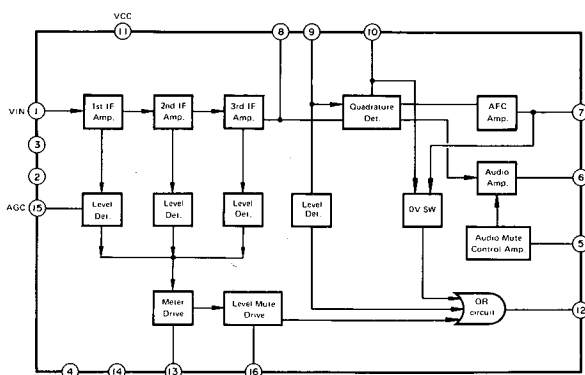 VCC
11
8
9
10
VIN
1
1st IF
Amp.
2nd IF
Amp.
3rd IF
Amp.
Quadrature
Det.
AFC
Amp.
7
3
2
AGC
15
Level
Det.
Level
Det.
Level
Det.
Level
Det.
0V SW
Audio
Amp.
6
Audio Mute
Control Amp.
5
Meter
Drive
Level Mute
Drive
OR
circuit
12
4
14
13
16